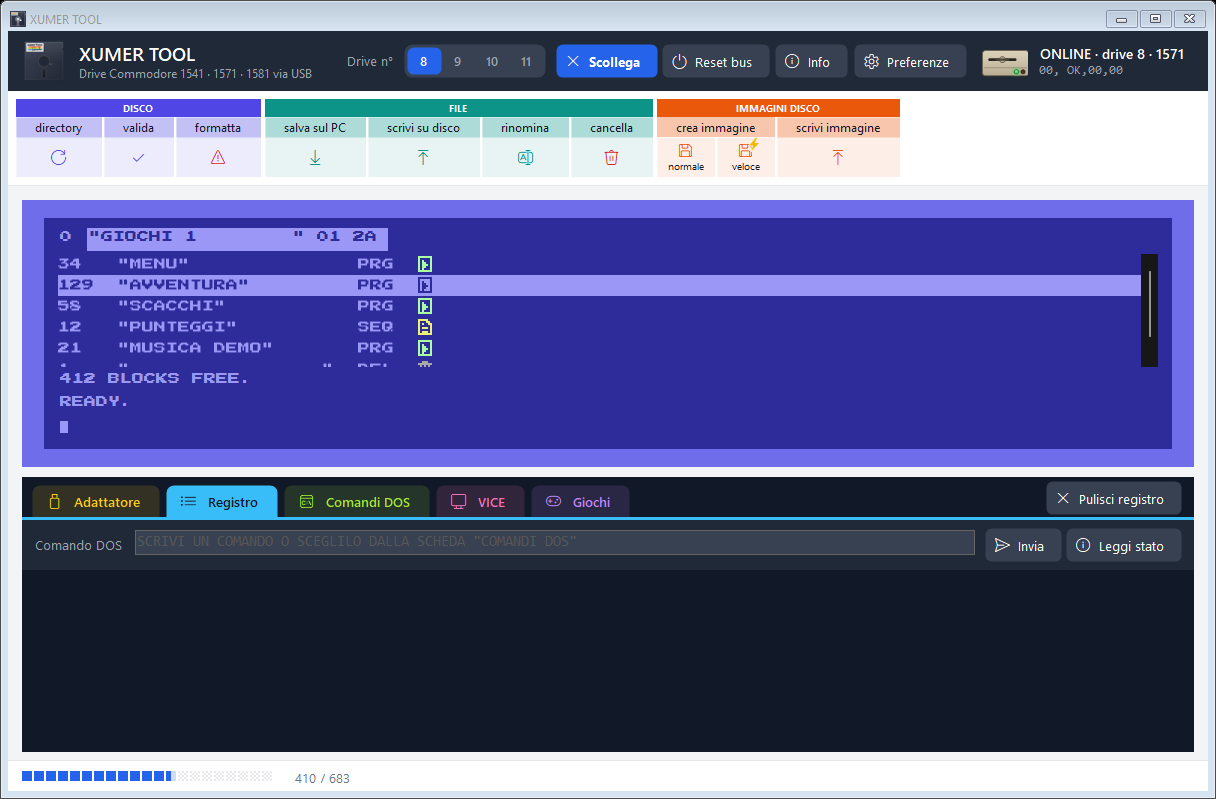 XUMER TOOL
XUMER TOOL
Drive Commodore 1541 · 1571 · 1581 via USB
Drive n° 8 9 10 11
Scollega
Reset bus
Info
Preferenze
ONLINE · drive 8 · 1571
00, OK,00,00
DISCO
directory valida formatta
FILE
salva sul PC scrivi su disco rinomina cancella
IMMAGINI DISCO
crea immagine scrivi immagine
normale veloce
0 "GIOCHI 1 " 01 2A
34 "MENU" PRG
129 "AVVENTURA" PRG
58 "SCACCHI" PRG
12 "PUNTEGGI" SEQ
21 "MUSICA DEMO" PRG
412 BLOCKS FREE.
READY.
Adattatore Registro Comandi DOS VICE Giochi
Pulisci registro
Comando DOS
SCRIVI UN COMANDO O SCEGLILO DALLA SCHEDA "COMANDI DOS"
Invia
Leggi stato
410 / 683